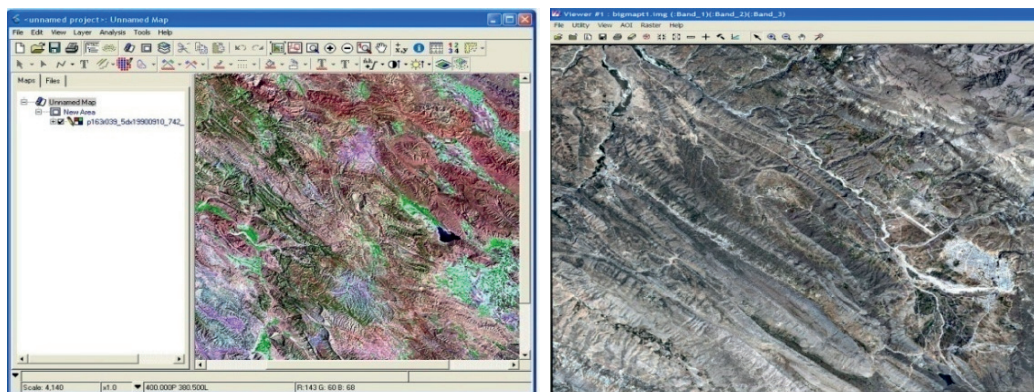 <unnamed project>: Unnamed Map
File Edit View Layer Analysis Tools Help
Maps Files
Unnamed Map
New Area
p163r039_5dx19900910_742_
Scale: 4,140 x1.0 400.000P 380.500L R:143 G: 60 B: 68
Viewer #1 : bigmapt1.img (:Band_1)(:Band_2)(:Band_3)
File Utility View AOI Raster Help